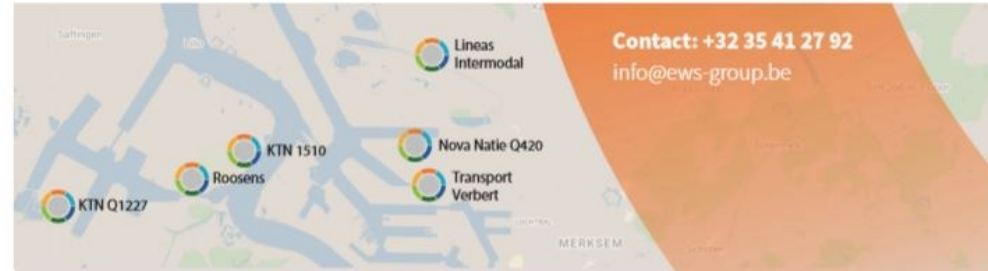 Lineas
Intermodal
Contact: +32 35 41 27 92
info@ews-group.be
KTN 1510
Nova Natie Q420
Roosens
Transport
Verbert
KTN Q1227
MERKSEM